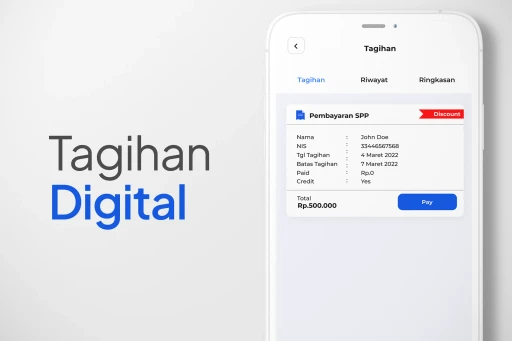 Tagihan
Digital
Tagihan
Tagihan Riwayat Ringkasan
Pembayaran SPP Discount
Nama : John Doe
NIS : 33446567568
Tgl Tagihan : 4 Maret 2022
Batas Tagihan : 7 Maret 2022
Paid : Rp.0
Credit : Yes
Total
Rp.500.000
Pay